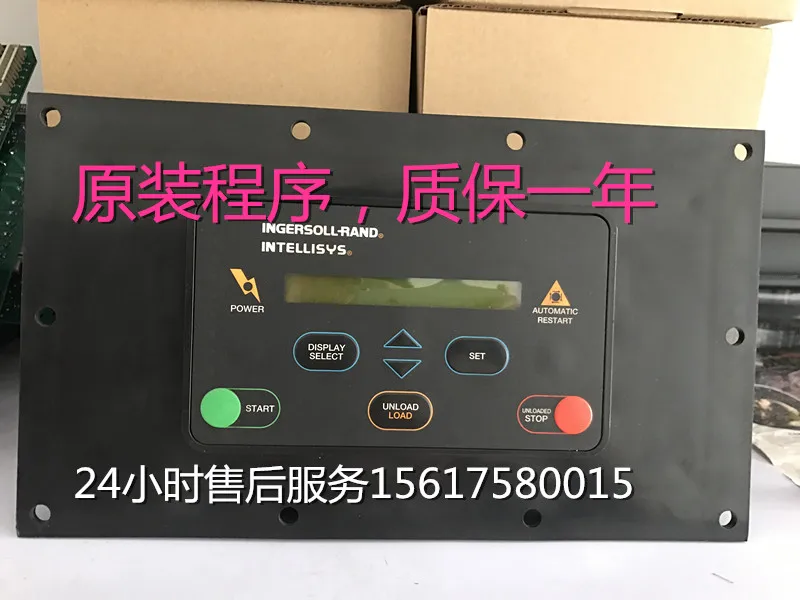 原装程序，质保一年
INGERSOLL-RAND®
INTELLISYS®
POWER
AUTOMATIC
RESTART
DISPLAY
SELECT
SET
START
UNLOAD
LOAD
UNLOADED
STOP
24小时售后服务15617580015